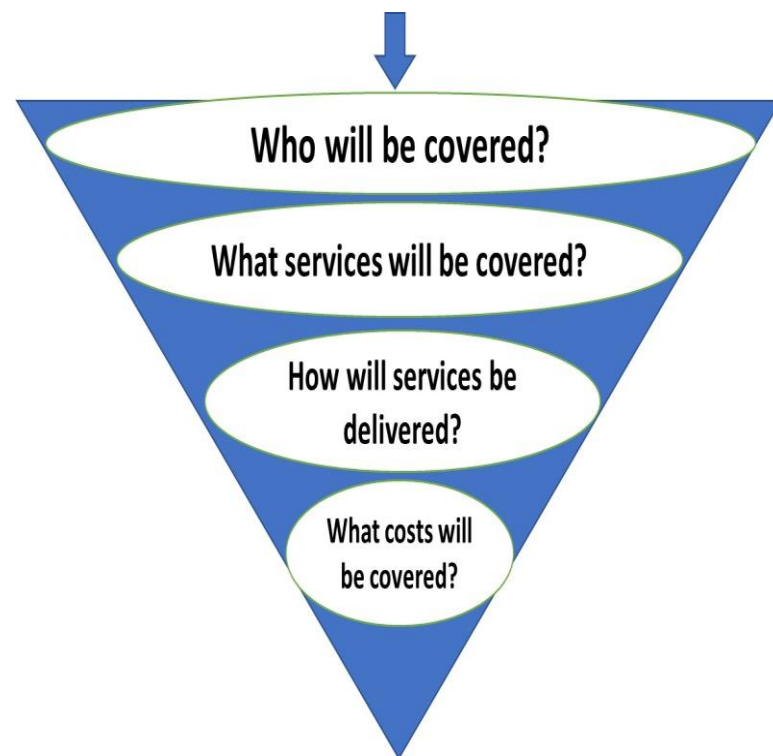 Who will be covered?
What services will be covered?
How will services be
delivered?
What costs will
be covered?